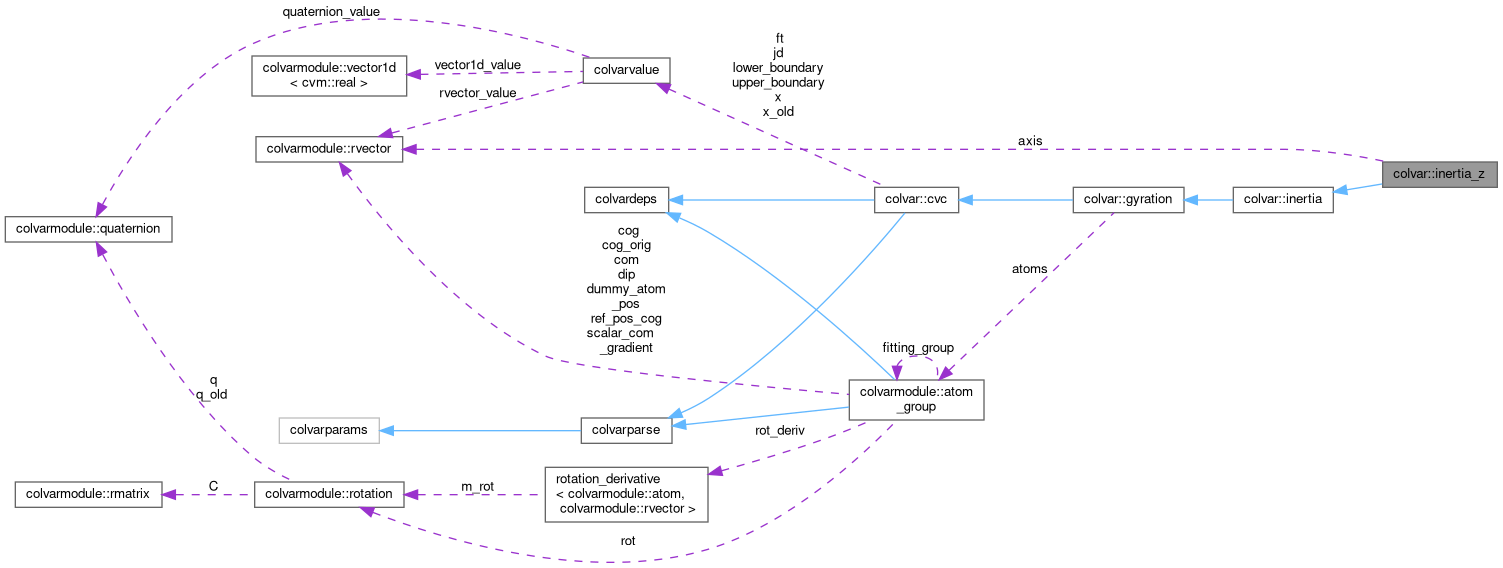 quaternion_value
colvarmodule::vector1d
< cvm::real >
vector1d_value
colvarvalue
rvector_value
ft
jd
lower_boundary
upper_boundary
x
x_old
colvarmodule::rvector
axis
colvar::inertia_z
colvardeps
colvar::cvc
colvar::gyration
colvar::inertia
colvarmodule::quaternion
cog
cog_orig
com
dip
dummy_atom
_pos
ref_pos_cog
scalar_com
_gradient
atoms
fitting_group
colvarmodule::atom
_group
q
q_old
colvarparams
colvarparse
rot_deriv
colvarmodule::rmatrix
C
colvarmodule::rotation
m_rot
rotation_derivative
< colvarmodule::atom,
colvarmodule::rvector >
rot